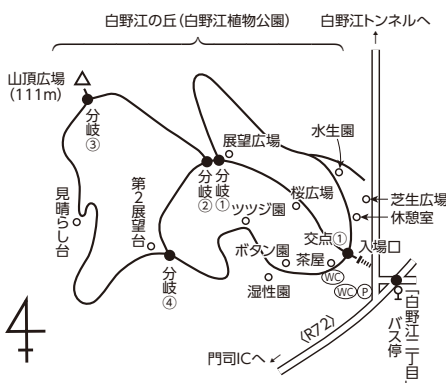 白野江の丘(白野江植物公園)
白野江トンネルへ
山頂広場
(111m)
分岐③
展望広場
水生園
分岐②
分岐①
芝生広場
休憩室
見晴らし台
第2展望台
ツツジ園
桜広場
交点①
入場口
ボタン園
茶屋
分岐④
湿性園
WC
WC
P
「白野江二丁目」
バス停
〈R72〉
門司ICへ